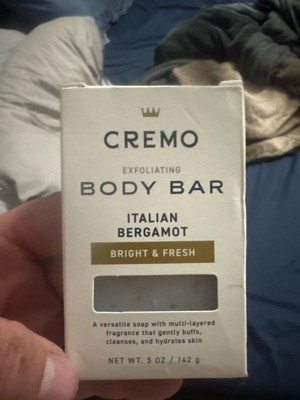 CREMO
EXFOLIATING
BODY BAR
ITALIAN
BERGAMOT
BRIGHT & FRESH
A versatile soap with multi-layered
fragrance that gently buffs,
cleanses, and hydrates skin
NET WT. 5 OZ / 142 g